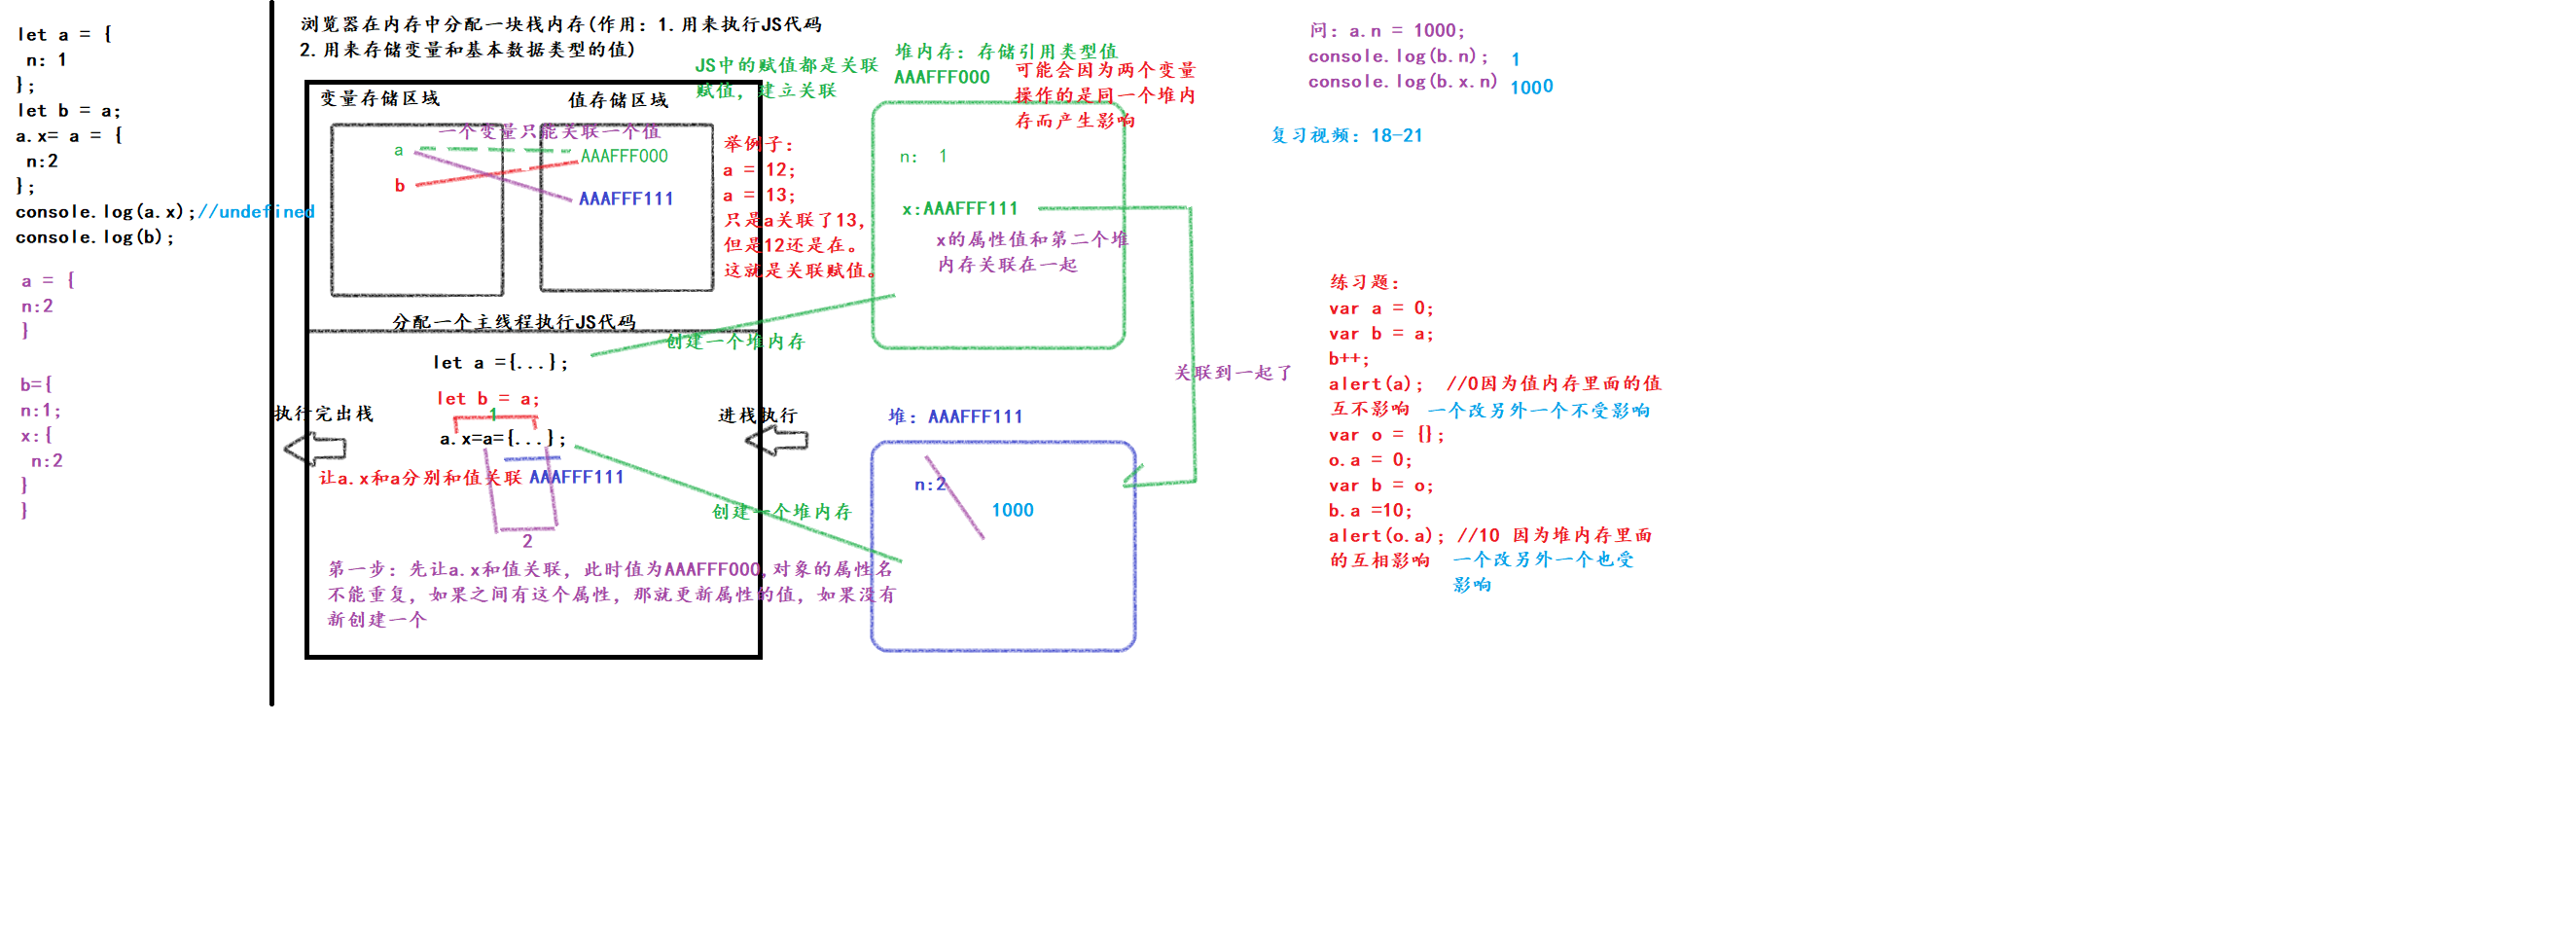 let a = {
n: 1
};
let b = a;
a.x= a = {
n:2
};
console.log(a.x);//undefined
console.log(b);
a = {
n:2
}
b={
n:1;
x:{
n:2
}
}
浏览器在内存中分配一块栈内存(作用：1.用来执行JS代码
2.用来存储变量和基本数据类型的值)
JS中的赋值都是关联
赋值，建立关联
变量存储区域
值存储区域
一个变量只能关联一个值
a
AAAFFF000
b
AAAFFF111
举例子：
a = 12;
a = 13;
只是a关联了13，
但是12还是在。
这就是关联赋值。
分配一个主线程执行JS代码
let a ={...};
创建一个堆内存
let b = a;
1
执行完出栈
进栈执行
a.x=a={...};
让a.x和a分别和值关联 AAAFFF111
创建一个堆内存
2
第一步：先让a.x和值关联，此时值为AAAFFF000,对象的属性名
不能重复，如果之间有这个属性，那就更新属性的值，如果没有
新创建一个
堆内存：存储引用类型值
AAAFFF000
可能会因为两个变量
操作的是同一个堆内
存而产生影响
n: 1
x:AAAFFF111
x的属性值和第二个堆
内存关联在一起
关联到一起了
堆：AAAFFF111
n:2
1000
问：a.n = 1000;
console.log(b.n); 1
console.log(b.x.n) 1000
复习视频：18-21
练习题：
var a = 0;
var b = a;
b++;
alert(a); //0因为值内存里面的值
互不影响 一个改另外一个不受影响
var o = {};
o.a = 0;
var b = o;
b.a =10;
alert(o.a); //10 因为堆内存里面
的互相影响 一个改另外一个也受
影响